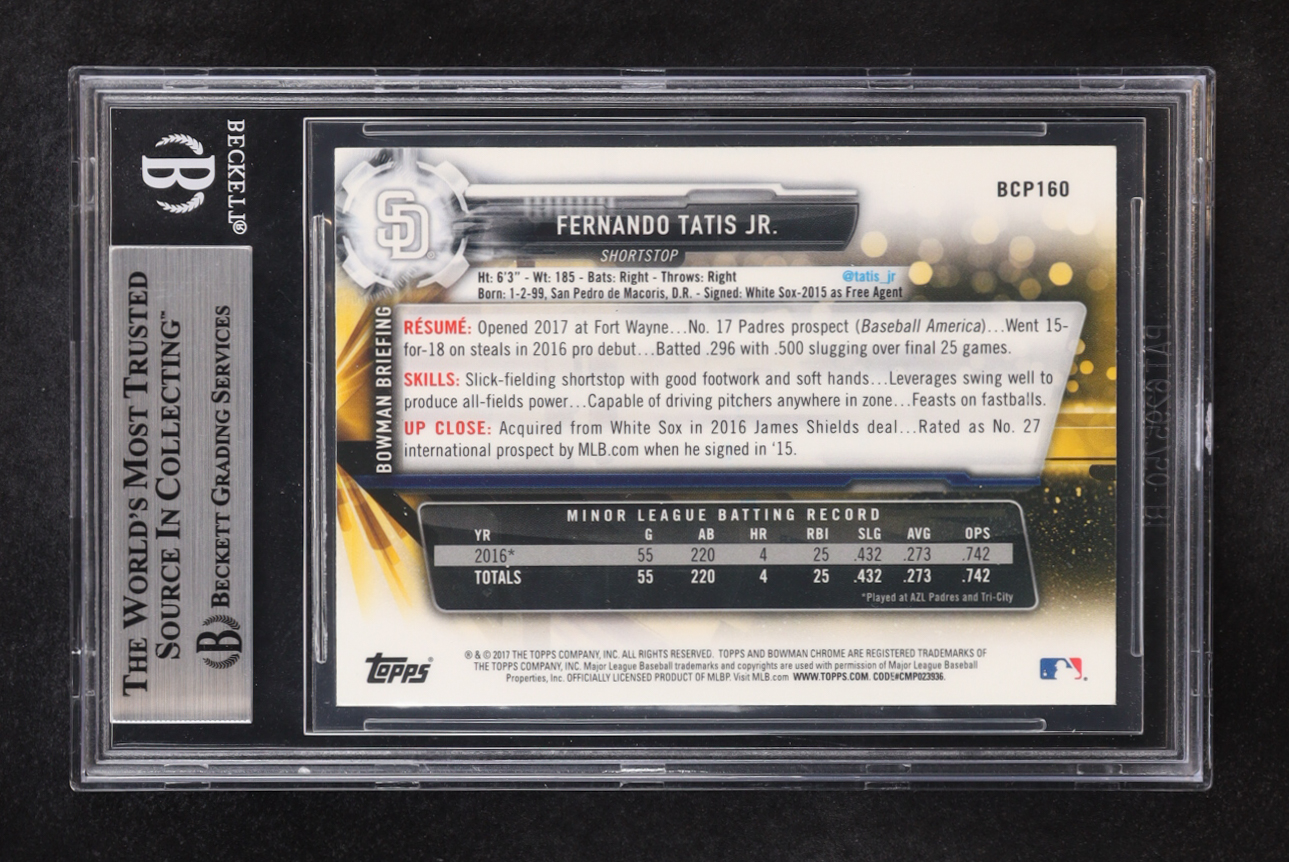 BECKETT®
THE WORLD'S MOST TRUSTED
SOURCE IN COLLECTING™
B BECKETT GRADING SERVICES
BCP160
SD
FERNANDO TATIS JR.
SHORTSTOP
Ht: 6'3" - Wt: 185 - Bats: Right - Throws: Right @tatis_jr
Born: 1-2-99, San Pedro de Macoris, D.R. - Signed: White Sox-2015 as Free Agent
BOWMAN BRIEFING
RÉSUMÉ: Opened 2017 at Fort Wayne...No. 17 Padres prospect (Baseball America)...Went 15-
for-18 on steals in 2016 pro debut...Batted .296 with .500 slugging over final 25 games.
SKILLS: Slick-fielding shortstop with good footwork and soft hands...Leverages swing well to
produce all-fields power...Capable of driving pitchers anywhere in zone...Feasts on fastballs.
UP CLOSE: Acquired from White Sox in 2016 James Shields deal...Rated as No. 27
international prospect by MLB.com when he signed in '15.
MINOR LEAGUE BATTING RECORD
YR G AB HR RBI SLG AVG OPS
2016* 55 220 4 25 .432 .273 .742
TOTALS 55 220 4 25 .432 .273 .742
*Played at AZL Padres and Tri-City
topps®
® & © 2017 THE TOPPS COMPANY, INC. ALL RIGHTS RESERVED. TOPPS AND BOWMAN CHROME ARE REGISTERED TRADEMARKS OF
THE TOPPS COMPANY, INC. Major League Baseball trademarks and copyrights are used with permission of Major League Baseball
Properties, Inc. OFFICIALLY LICENSED PRODUCT OF MLBP. Visit MLB.com WWW.TOPPS.COM. CODE#CMP023936.